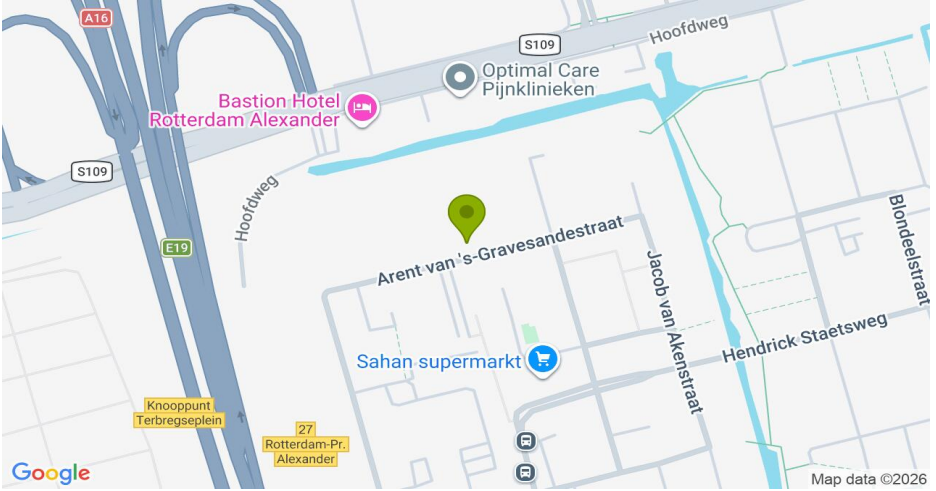 A16
Hoofdweg
S109
Optimal Care
Pijnklinieken
Bastion Hotel
Rotterdam Alexander
S109
Hoofdweg
Blondeelstraat
E19
Arent van 's-Gravesandestraat
Jacob van Akenstraat
Hendrick Staetsweg
Sahan supermarkt
Knooppunt
Terbregseplein
27
Rotterdam-Pr.
Alexander
Google
Map data ©2026